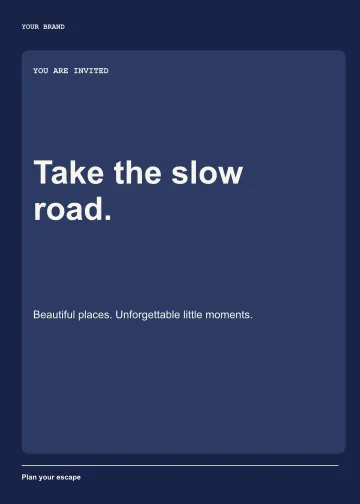 YOUR BRAND
YOU ARE INVITED
Take the slow
road.
Beautiful places. Unforgettable little moments.
Plan your escape